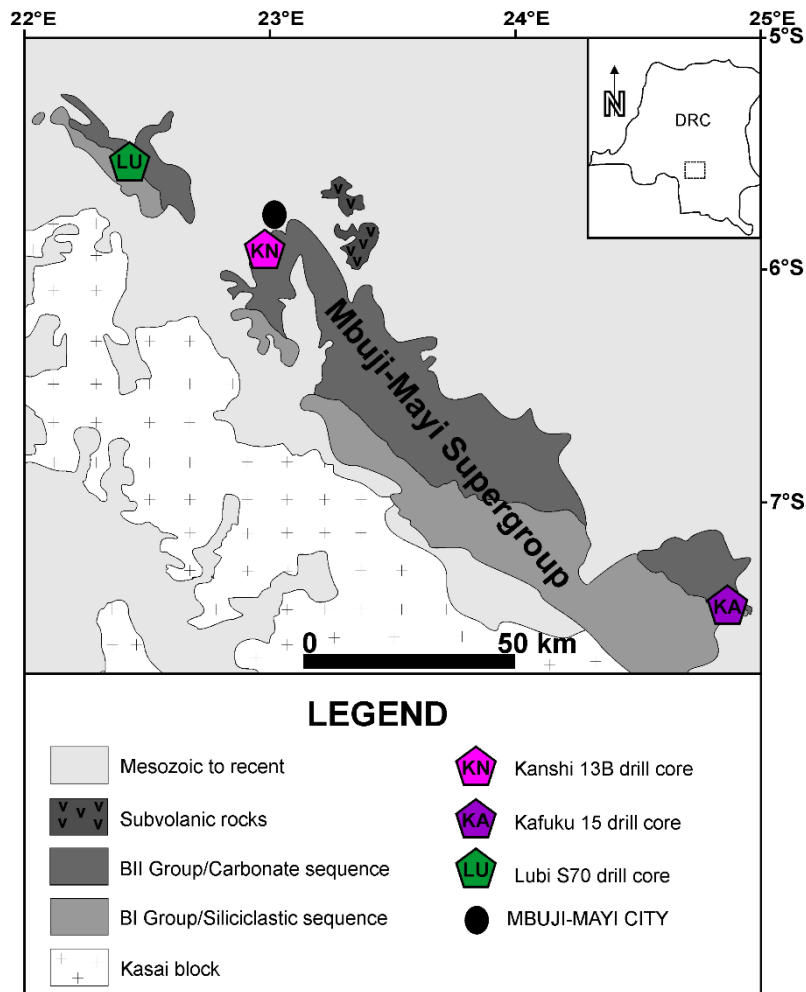 22°E 23°E 24°E 25°E
5°S
N
DRC
LU
V
V
KN
V
V V
V
6°S
Mbuji-Mayi Supergroup
7°S
KA
0 50 km
LEGEND
Mesozoic to recent
V V V
V V
Subvolanic rocks
BII Group/Carbonate sequence
BI Group/Siliciclastic sequence
Kasai block
KN Kanshi 13B drill core
KA Kafuku 15 drill core
LU Lubi S70 drill core
MBUJI-MAYI CITY